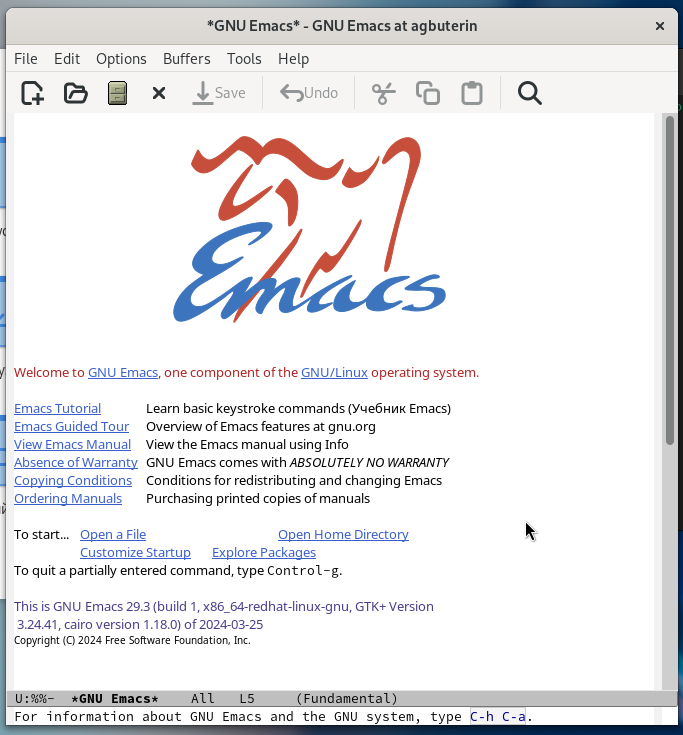 *GNU Emacs* - GNU Emacs at agbuterin
File Edit Options Buffers Tools Help
Save Undo
Emacs
Welcome to GNU Emacs, one component of the GNU/Linux operating system.
Emacs Tutorial Learn basic keystroke commands (Учебник Emacs)
Emacs Guided Tour Overview of Emacs features at gnu.org
View Emacs Manual View the Emacs manual using Info
Absence of Warranty GNU Emacs comes with ABSOLUTELY NO WARRANTY
Copying Conditions Conditions for redistributing and changing Emacs
Ordering Manuals Purchasing printed copies of manuals
To start... Open a File Open Home Directory
Customize Startup Explore Packages
To quit a partially entered command, type Control-g.
This is GNU Emacs 29.3 (build 1, x86_64-redhat-linux-gnu, GTK+ Version
3.24.41, cairo version 1.18.0) of 2024-03-25
Copyright (C) 2024 Free Software Foundation, Inc.
U:%%- *GNU Emacs* All L5 (Fundamental)
For information about GNU Emacs and the GNU system, type C-h C-a.